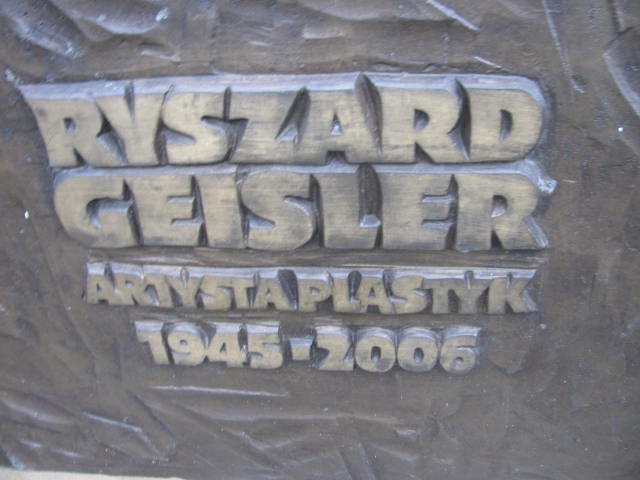 RYSZARD
GEISLER
ARTYSTA PLASTYK
1945-2006